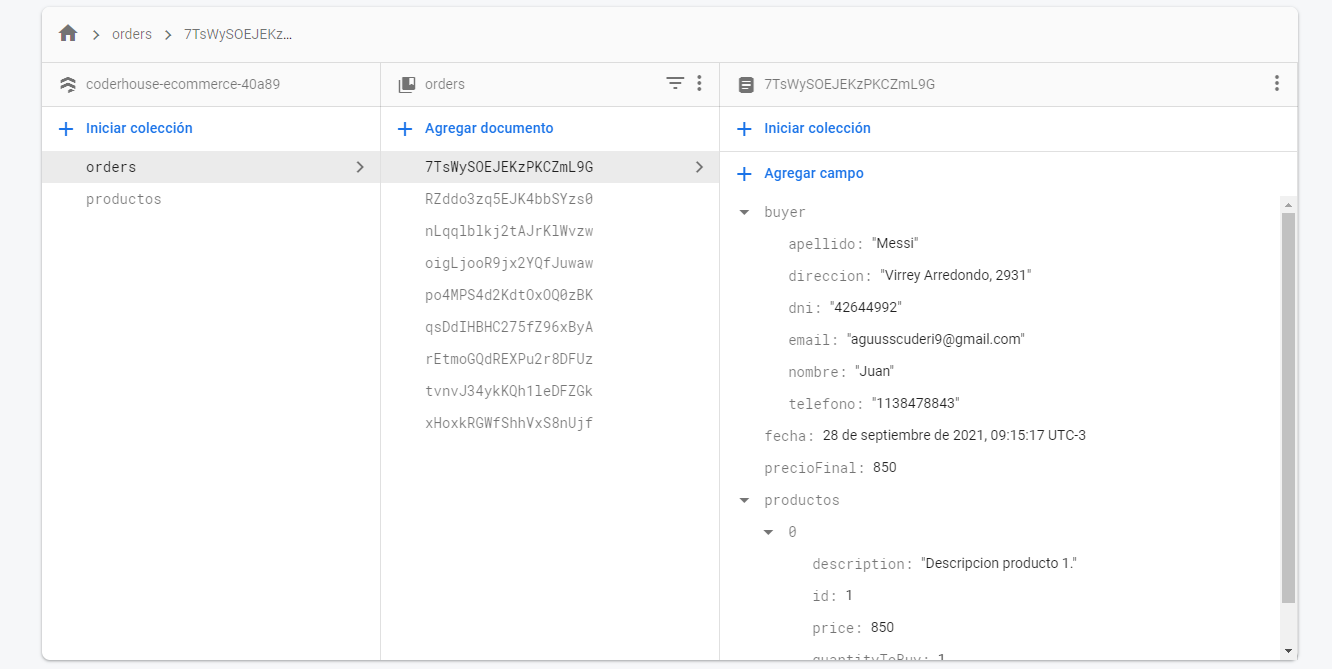 orders 7TsWySOEJEKz...
coderhouse-ecommerce-40a89
Iniciar colección
orders
productos
orders
Agregar documento
7TsWySOEJEKzPKCZmL9G
RZddo3zq5EJK4bbSYzs0
nLqqlblkj2tAJrKlWvzw
oigLjooR9jx2YQfJuwaw
po4MPS4d2KdtOxOQ0zBK
qsDdIHBHC275fZ96xByA
rEtmoGQdREXPu2r8DFUz
tvnvJ34ykKQh1leDFZGk
xHoxkRGWfShhVxS8nUjf
7TsWySOEJEKzPKCZmL9G
Iniciar colección
Agregar campo
buyer
apellido: "Messi"
direccion: "Virrey Arredondo, 2931"
dni: "42644992"
email: "aguusscuderi9@gmail.com"
nombre: "Juan"
telefono: "1138478843"
fecha: 28 de septiembre de 2021, 09:15:17 UTC-3
precioFinal: 850
productos
0
description: "Descripcion producto 1."
id: 1
price: 850
quantityToBuy: 1